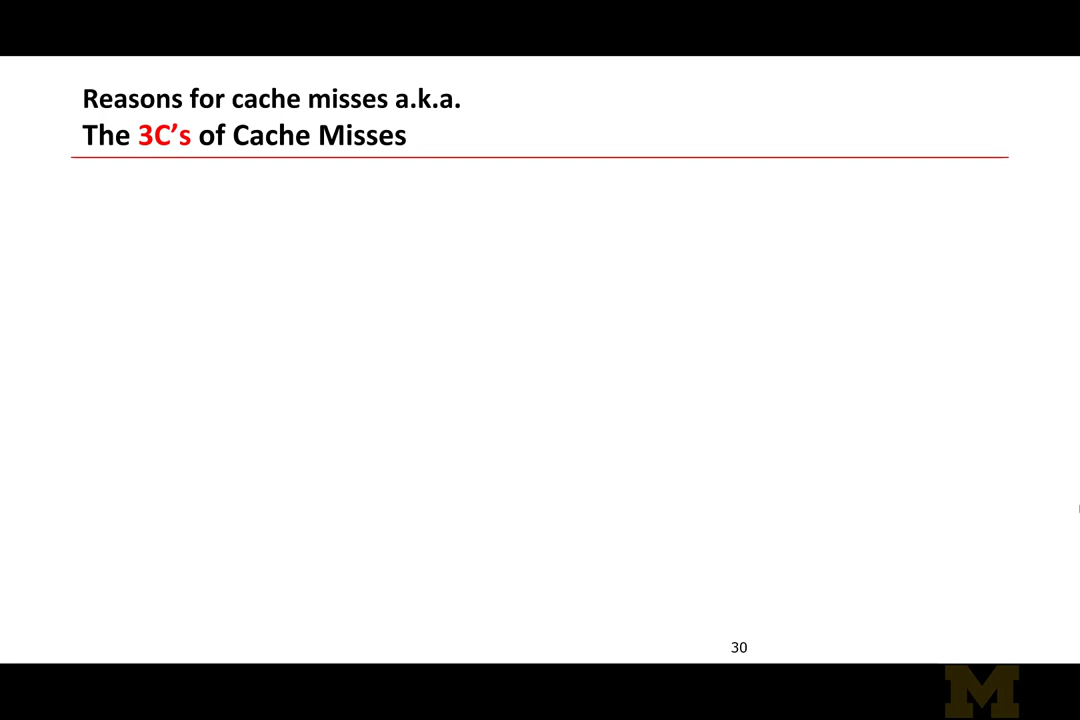 Reasons for cache misses a.k.a.
The 3C’s of Cache Misses
30
M